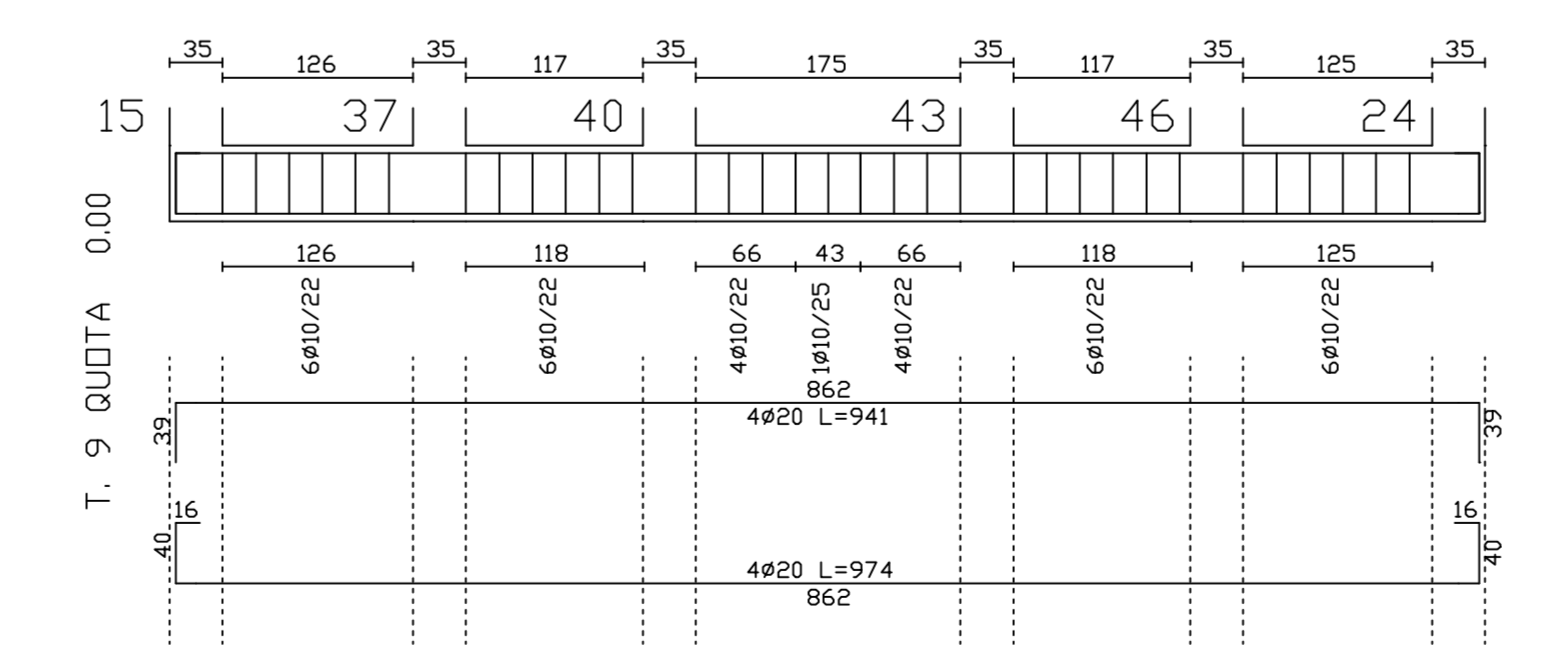 35 35 35 35 35 35
126 117 175 117 125
15 37 40 43 46 24
T. 9 QUOTA 0.00
126 118 66 43 66 118 125
6ø10/22 6ø10/22 4ø10/22 1ø10/25 4ø10/22 6ø10/22 6ø10/22
862
4ø20 L=941
39 39
16 16
40 40
4ø20 L=974
862